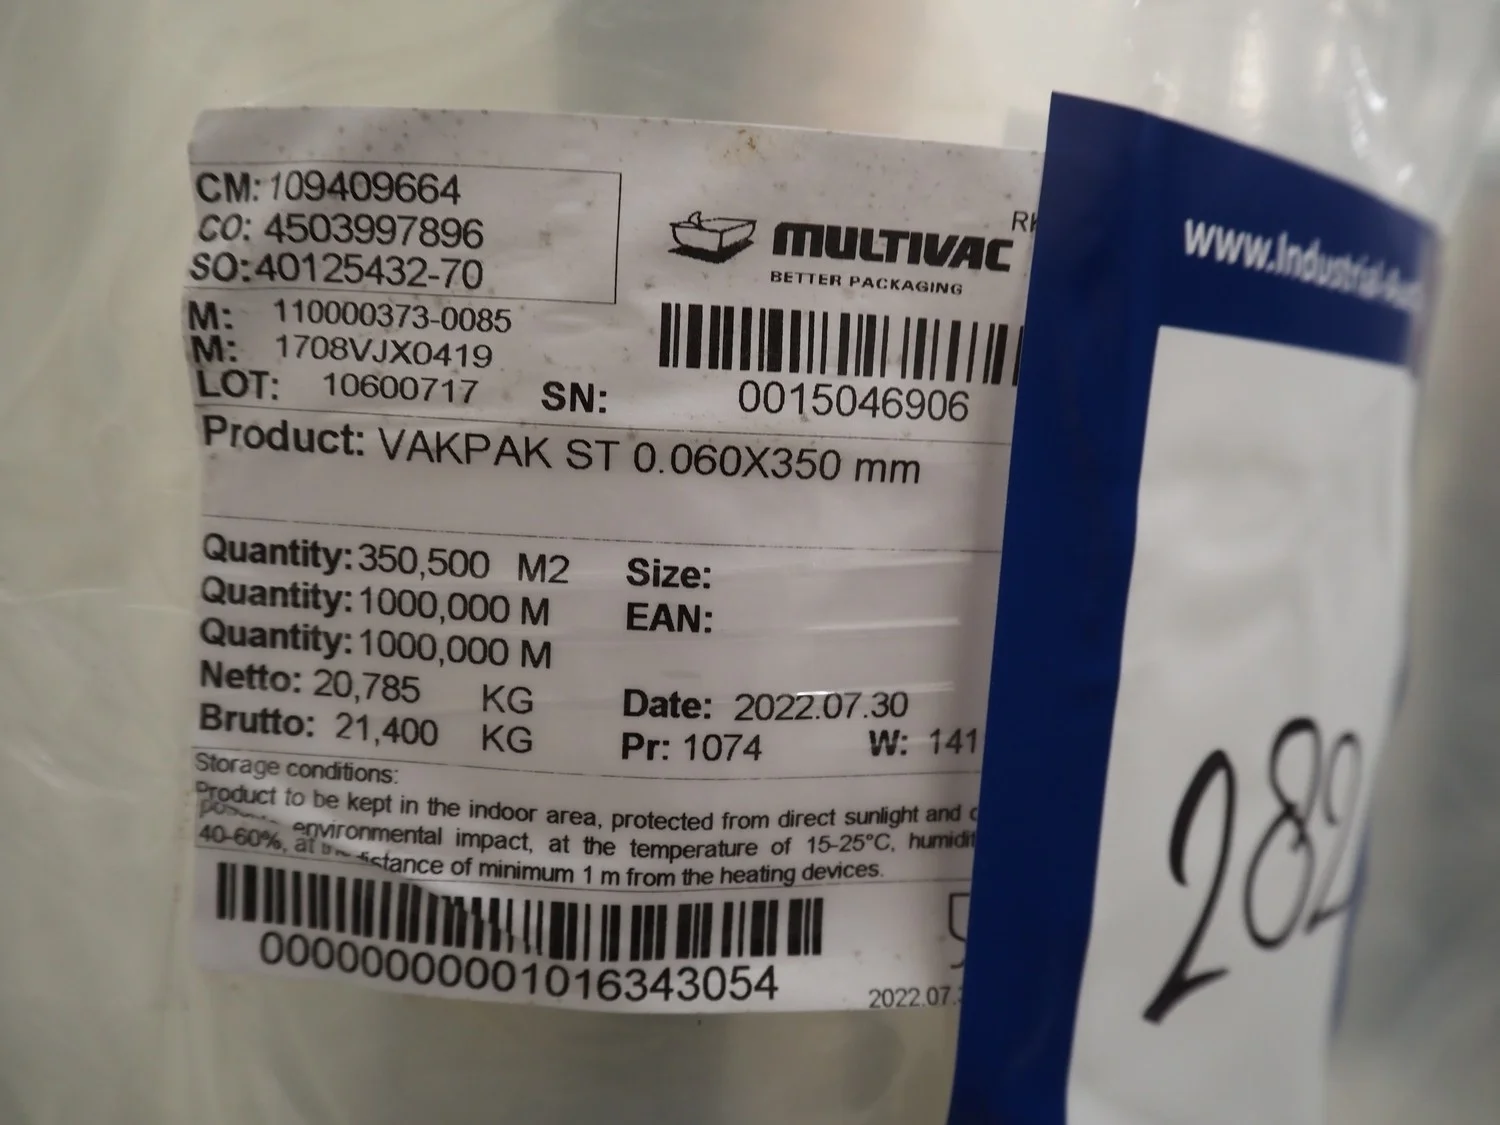 CM: 109409664
CO: 4503997896
SO: 40125432-70
M: 110000373-0085
M: 1708VJX0419
LOT: 10600717 SN:
MULTIVAC
BETTER PACKAGING
0015046906
Product: VAKPAK ST 0.060X350 mm
Quantity: 350,500 M2
Quantity: 1000,000 M
Quantity: 1000,000 M
Netto: 20,785 KG
Brutto: 21,400 KG
Size:
EAN:
Date: 2022.07.30
Pr: 1074 W: 141
Storage conditions:
Product to be kept in the indoor area, protected from direct sunlight and
environmental impact, at the temperature of 15-25°C,
40-60%, at distance of minimum 1 m from the heating devices.
00000000001016343054
2022.07.
www.Industrial-
282